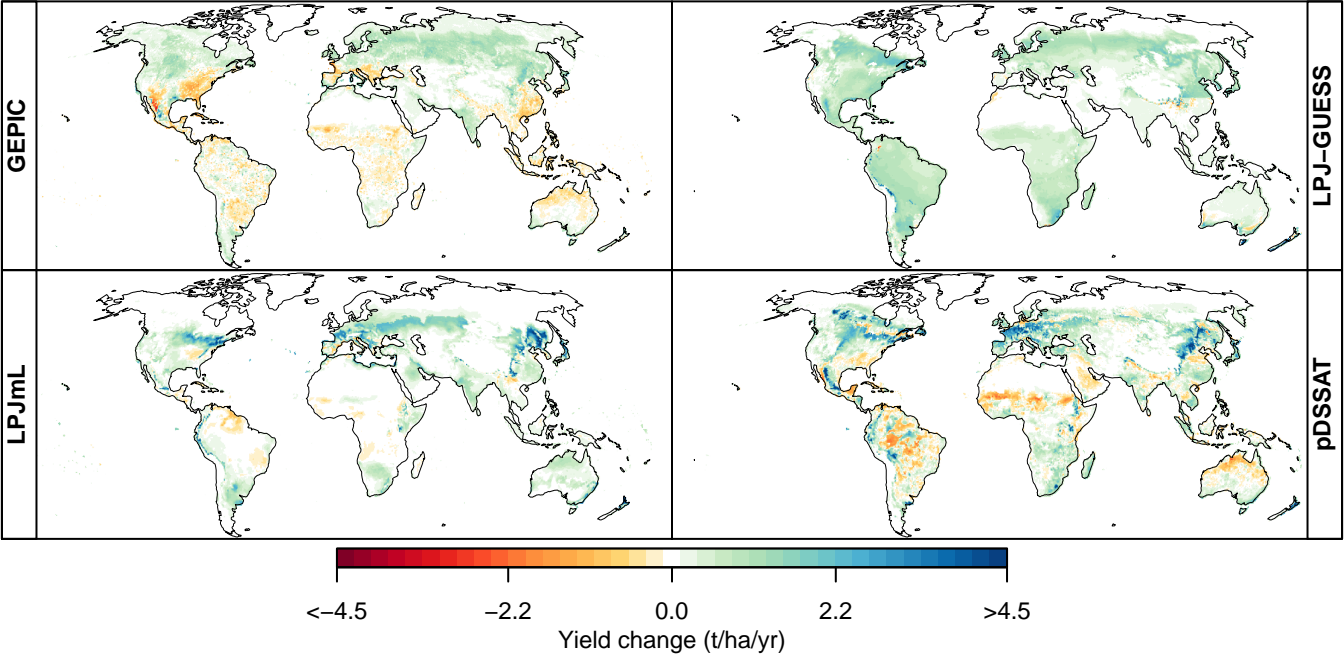 GEPIC
LPJ−GUESS
LPJmL
pDSSAT
<−4.5
−2.2
0.0
2.2
>4.5
Yield change (t/ha/yr)